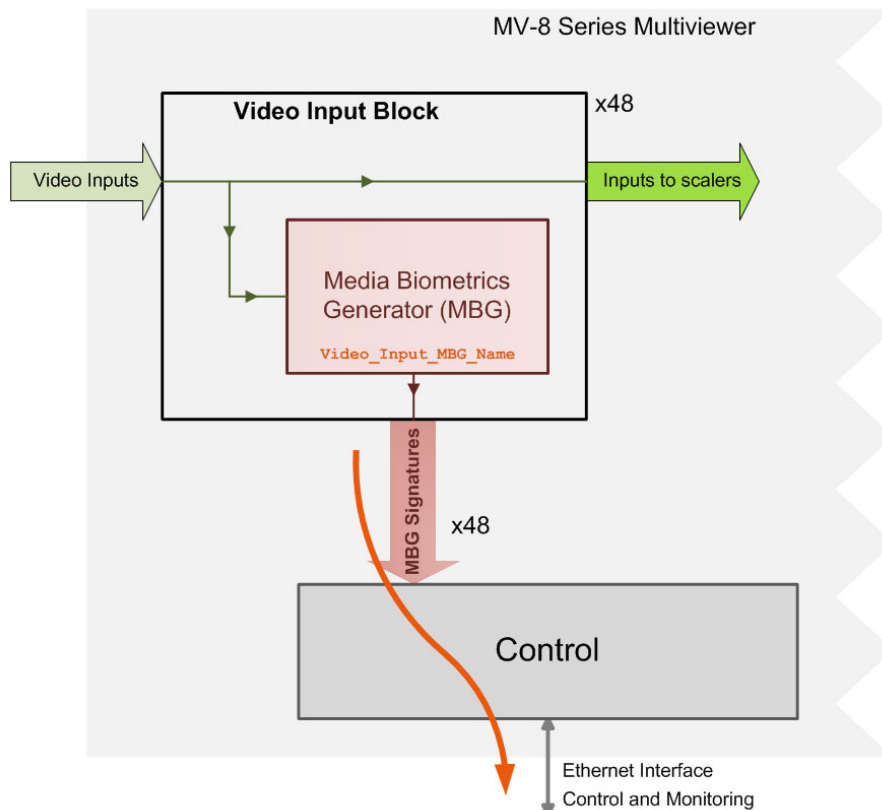 MV-8 Series Multiviewer
Video Input Block
x48
Video Inputs
Inputs to scalers
Media Biometrics
Generator (MBG)
Video_Input_MBG_Name
MBG Signatures
x48
Control
Ethernet Interface
Control and Monitoring